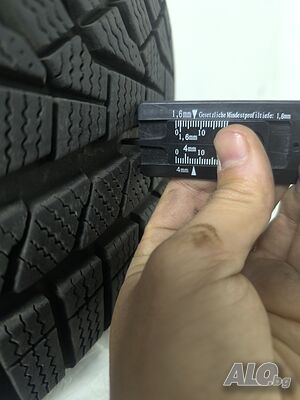 1,6mm Gesetzliche Mindestprofiltiefe: 1,6mm
0 10
1,6mm
4mm
0 10
4mm
ALO.bg